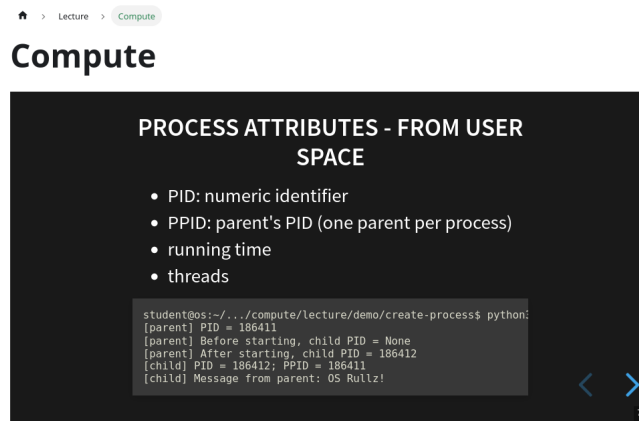 Lecture
Compute
Compute
PROCESS ATTRIBUTES - FROM USER
SPACE
PID: numeric identifier
PPID: parent's PID (one parent per process)
running time
threads
student@os:~/.../compute/lecture/demo/create-process$ python3
[parent] PID = 186411
[parent] Before starting, child PID = None
[parent] After starting, child PID = 186412
[child] PID = 186412; PPID = 186411
[child] Message from parent: OS Rullz!